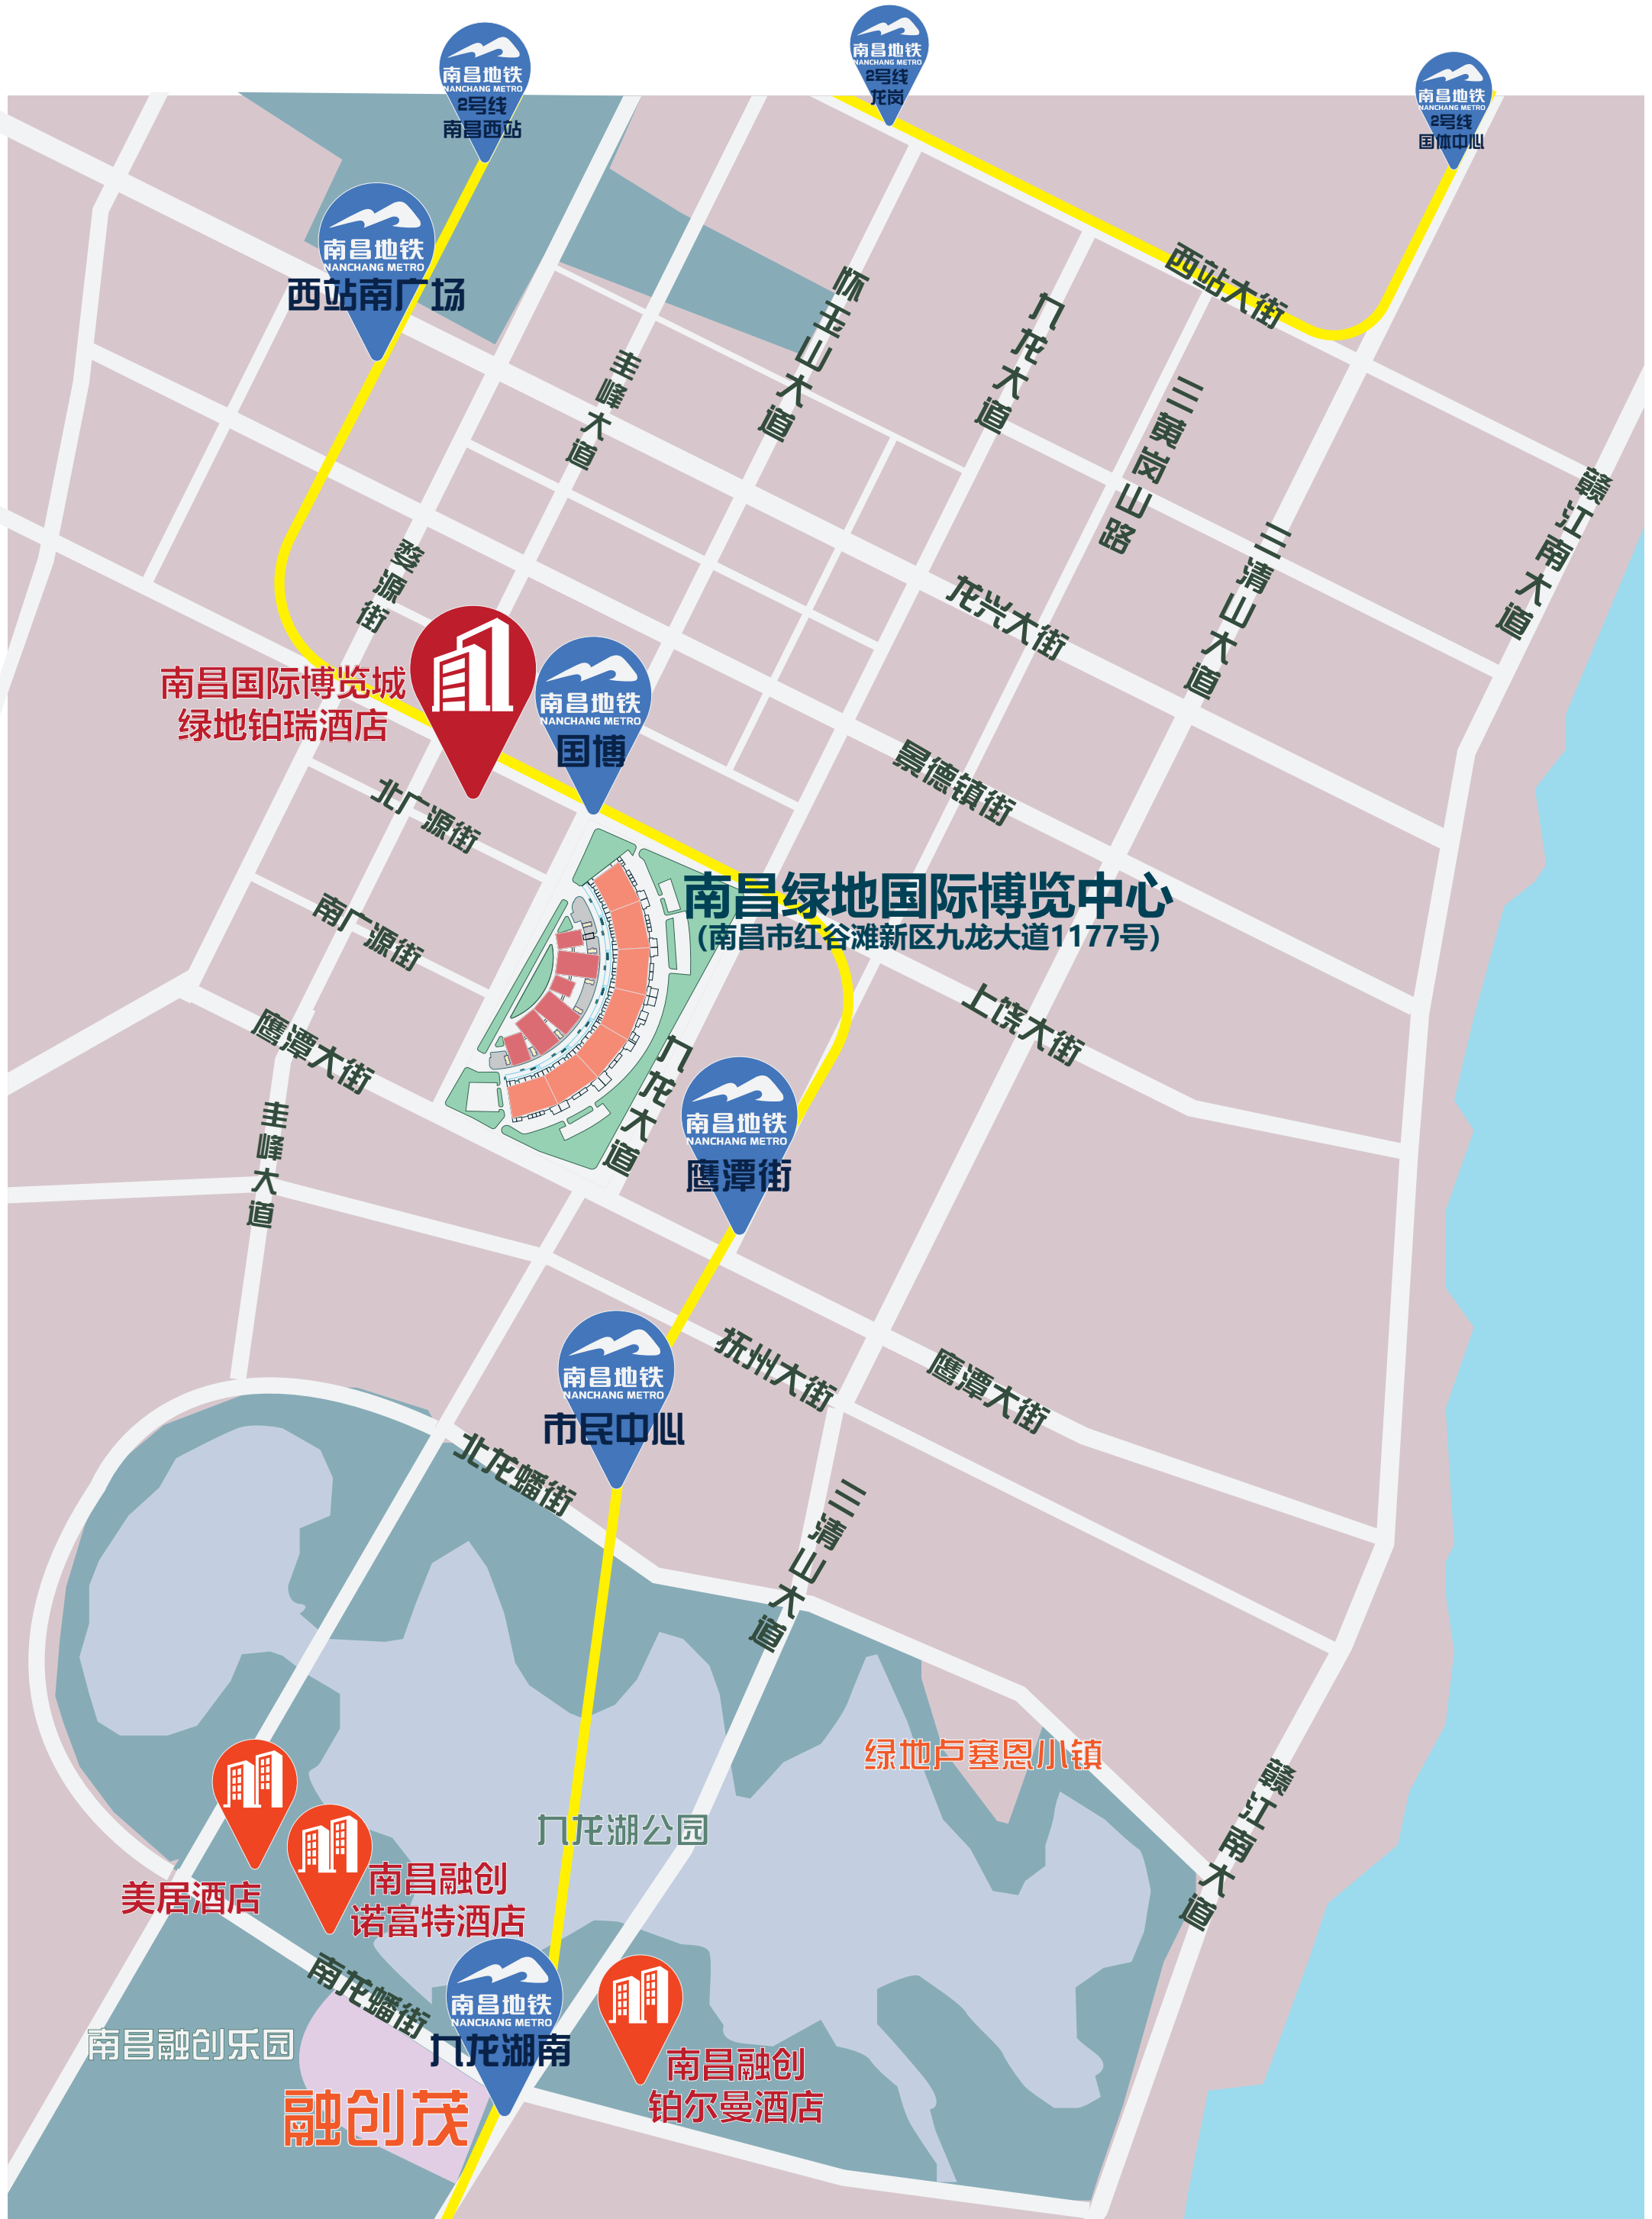 南昌地铁
NANCHANG METRO
2号线
南昌西站
南昌地铁
NANCHANG METRO
2号线
龙岗
南昌地铁
NANCHANG METRO
2号线
国体中心
南昌地铁
NANCHANG METRO
西站南广场
西站大街
怀玉山大道
九龙大道
圭峰大道
三黄岗山路
赣江南大道
三清山大道
婺源街
龙兴大街
南昌国际博览城
绿地铂瑞酒店
南昌地铁
NANCHANG METRO
国博
景德镇街
北广源街
南昌绿地国际博览中心
(南昌市红谷滩新区九龙大道1177号)
南广源街
上饶大街
鹰潭大街
九龙大道
南昌地铁
NANCHANG METRO
鹰潭街
圭峰大道
南昌地铁
NANCHANG METRO
市民中心
抚州大街
鹰潭大街
北龙蟠街
三清山大道
绿地卢塞恩小镇
赣江南大道
九龙湖公园
美居酒店
南昌融创
诺富特酒店
南龙蟠街
南昌地铁
NANCHANG METRO
九龙湖南
南昌融创乐园
南昌融创
铂尔曼酒店
融创茂